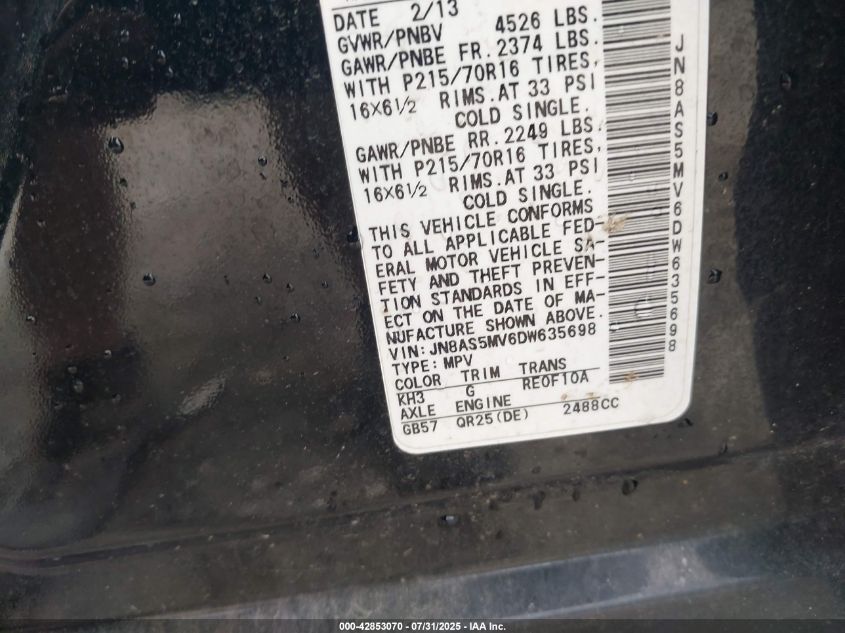 DATE 2/13
GVWR/PNBV 4526 LBS.
GAWR/PNBE FR. 2374 LBS.
WITH P215/70R16 TIRES,
16X6½ RIMS.AT 33 PSI
COLD SINGLE.
GAWR/PNBE RR. 2249 LBS.
WITH P215/70R16 TIRES,
16X6½ RIMS.AT 33 PSI
COLD SINGLE.
THIS VEHICLE CONFORMS
TO ALL APPLICABLE FED-
ERAL MOTOR VEHICLE SA-
FETY AND THEFT PREVEN-
TION STANDARDS IN EFF-
ECT ON THE DATE OF MA-
NUFACTURE SHOWN ABOVE.
VIN: JN8AS5MV6DW635698
TYPE: MPV
COLOR TRIM TRANS
KH3 G RE0F10A
AXLE ENGINE
GB57 QR25(DE) 2488CC
JN8AS5MV6DW635698
000-42853070 | 07/31/2025 - IAA Inc.